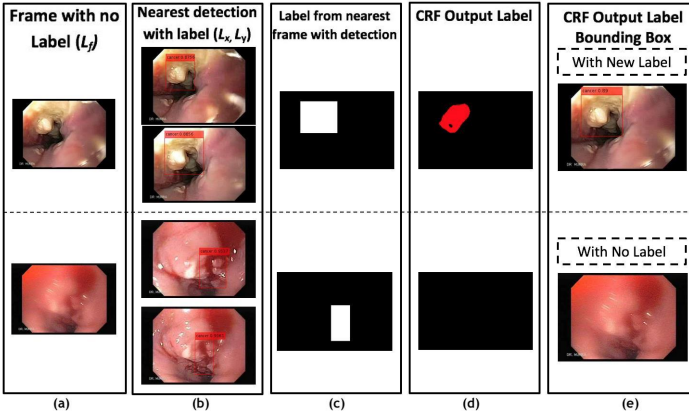 Frame with no
Label (Lf)
Nearest detection
with label (Lx, Ly)
Label from nearest
frame with detection
CRF Output Label
CRF Output Label
Bounding Box
With New Label
With No Label
(a)
(b)
(c)
(d)
(e)